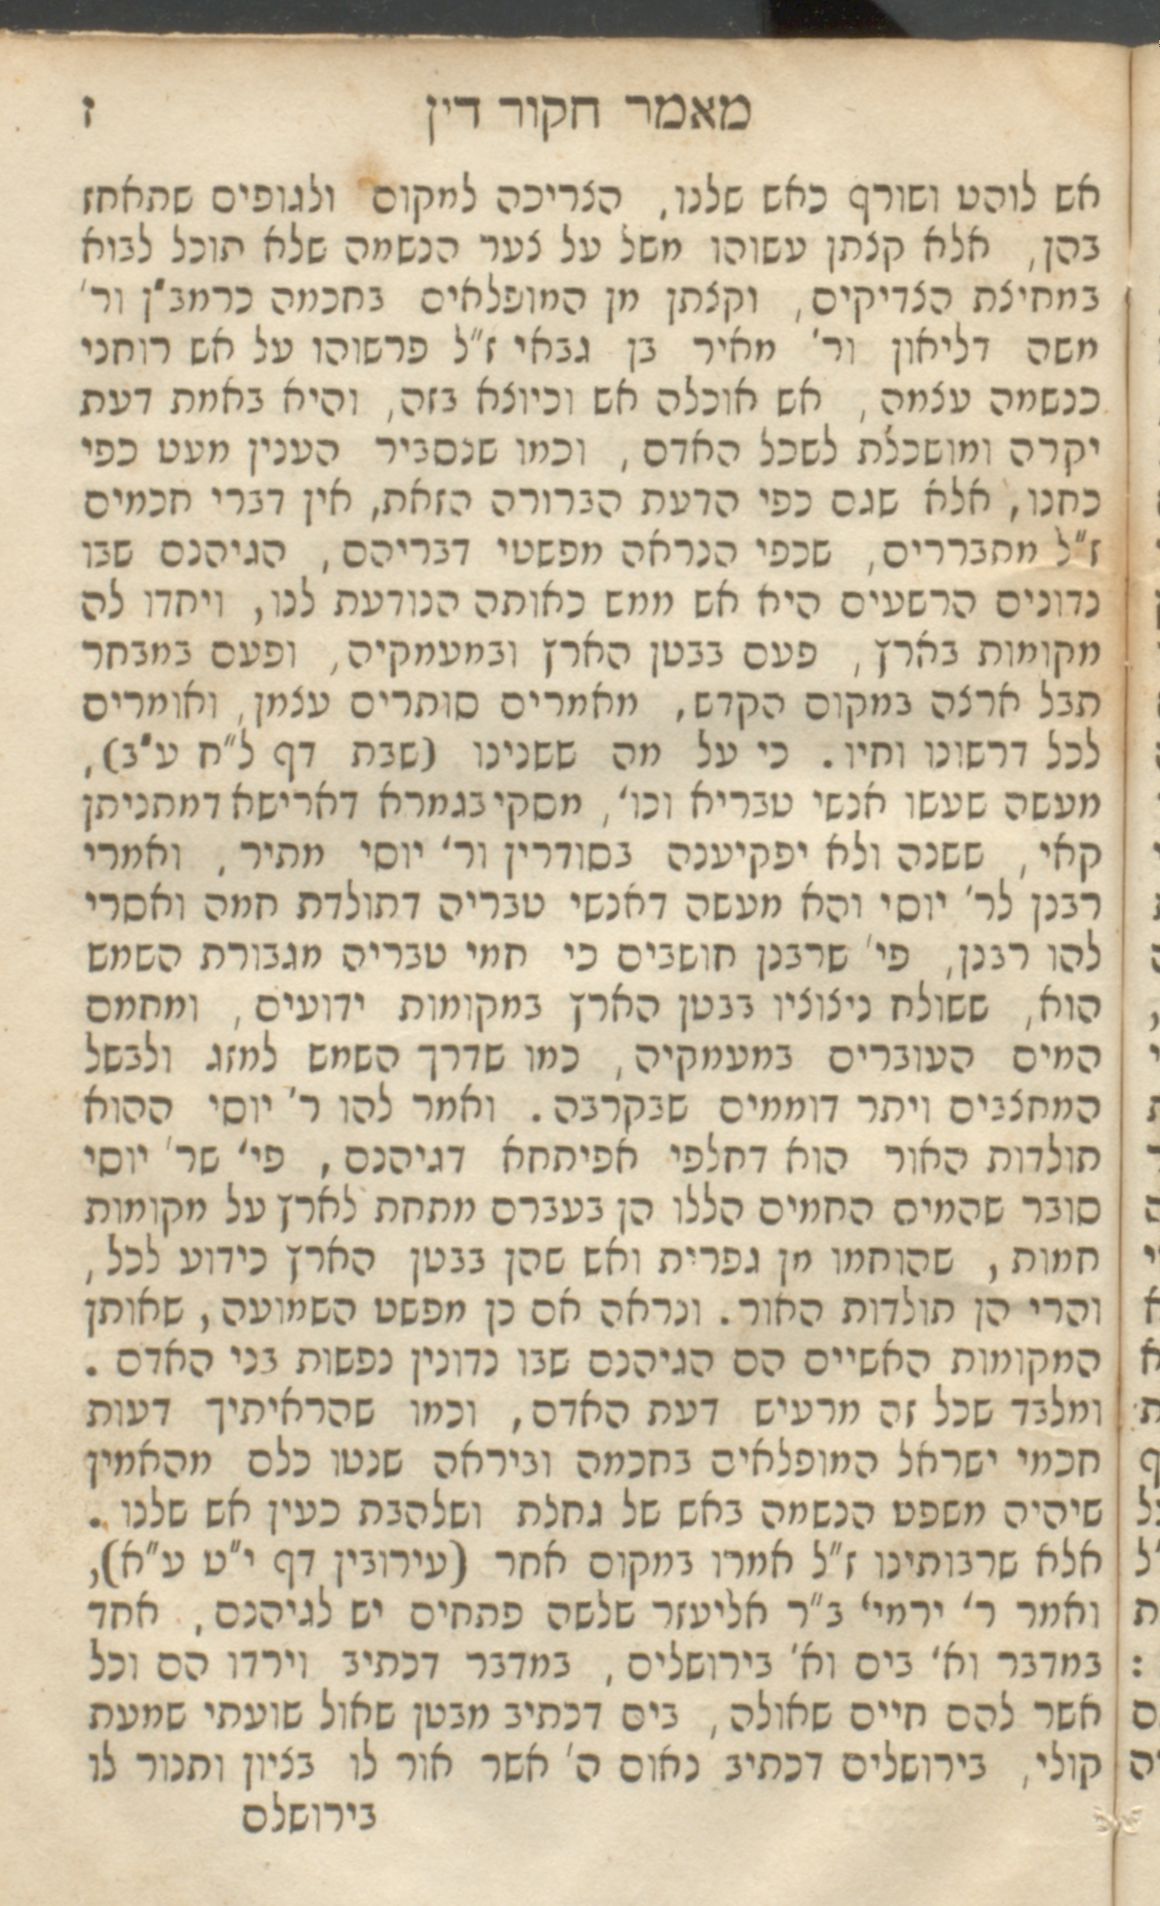 מאמר חקור דין ז
אש לוהט ושורף כאש שלנו, הצריכה למקום ולגופים שתאחז
בהן, אלא קצתן עשוהו משל על צער הנשמה שלא תוכל לבוא
במחיצת הצדיקים, וקצתן מן המופלאים בחכמה כרמב"ן ור'
משה דליאון ור' מאיר בן גבאי ז"ל פרשוהו על אש רוחני
כנשמה עצמה, אש אוכלה אש וכיוצא בזה, והיא באמת דעת
יקרה ומושכלת לשכל האדם, וכמו שנסביר הענין מעט כפי
כחנו, אלא שגם כפי הדעת הברורה הזאת, אין דברי חכמים
ז"ל מתבררים, שכפי הנראה מפשטי דבריהם, הגיהנם שבו
נדונים הרשעים היא אש ממש כאותה הנודעת לנו, ויחדו לה
מקומות בארץ, פעם בבטן הארץ ובמעמקיה, ופעם במבחר
תבל ארצה במקום הקדש, מאמרים סותרים עצמן, ואומרים
לכל דרשונו וחיו. כי על מה ששנינו (שבת דף ל"ח ע"ב),
מעשה שעשו אנשי טבריא וכו', מסקי בגמרא דארישא דמתניתן
קאי, ששנה ולא יפקיענה בסודרין ור' יוסי מתיר, ואמרי
רבנן לר' יוסי והא מעשה דאנשי טבריה דתולדת חמה ואסרי
להו רבנן, פי' שרבנן חושבים כי חמי טבריה מגבורת השמש
הוא, ששולח ניצוציו בבטן הארץ במקומות ידועים, ומחמם
המים העוברים במעמקיה, כמו שדרך השמש למזג ולבשל
המחצבים ויתר דוממים שבקרבה. ואמר להו ר' יוסי ההוא
תולדות האור הוא דחלפי אפיתחא דגיהנם, פי' שר' יוסי
סובר שהמים החמים הללו הן בעברם מתחת לארץ על מקומות
חמות, שהוחמו מן גפרית ואש שהן בבטן הארץ כידוע לכל,
והרי הן תולדות האור. ונראה אם כן מפשט השמועה, שאותן
המקומות האשיים הם הגיהנם שבו נדונין נפשות בני האדם.
ומלבד שכל זה מרעיש דעת האדם, וכמו שהראיתיך דעות
חכמי ישראל המופלאים בחכמה וביראה שנטו כלם מהאמין
שיהיה משפט הנשמה באש של גחלת ושלהבת כעין אש שלנו.
אלא שרבותינו ז"ל אמרו במקום אחר (עירובין דף י"ט ע"א),
ואמר ר' ירמי' ב"ר אליעזר שלשה פתחים יש לגיהנם, אחד
במדבר וא' בים וא' בירושלים, במדבר דכתיב וירדו הם וכל
אשר להם חיים שאולה, בים דכתיב מבטן שאול שועתי שמעת
קולי, בירושלים דכתיב נאום ה' אשר אור לו בציון ותנור לו
בירושלם